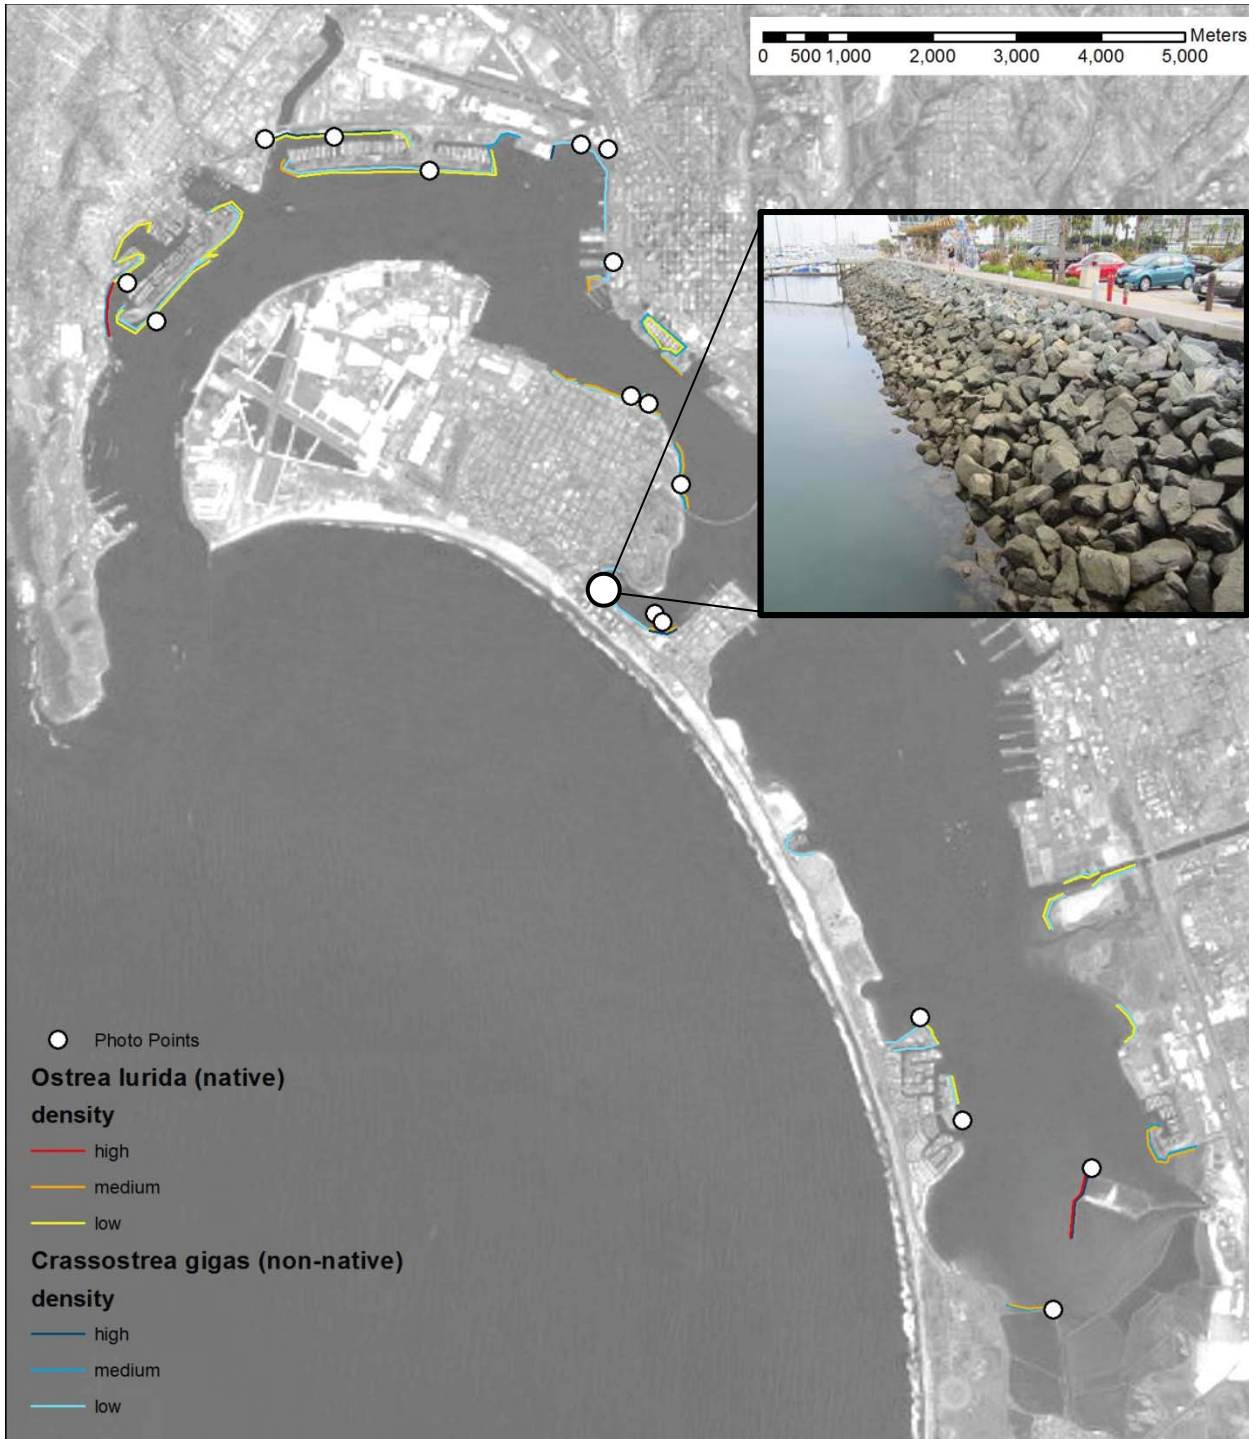 Meters
0 500 1,000 2,000 3,000 4,000 5,000
Photo Points
Ostrea lurida (native)
density
high
medium
low
Crassostrea gigas (non-native)
density
high
medium
low